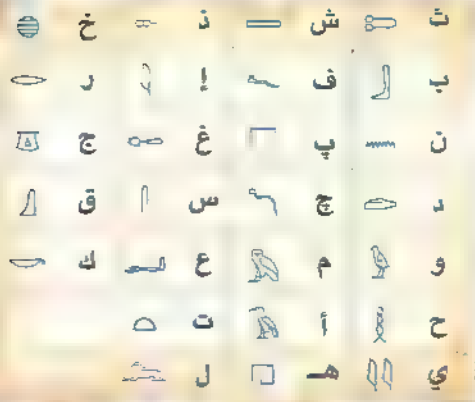 ث ش ذ خ
ب ف إ ر
ن پ غ ج
د چ س ق
و م ع ك
ح أ ت
ي هـ ل